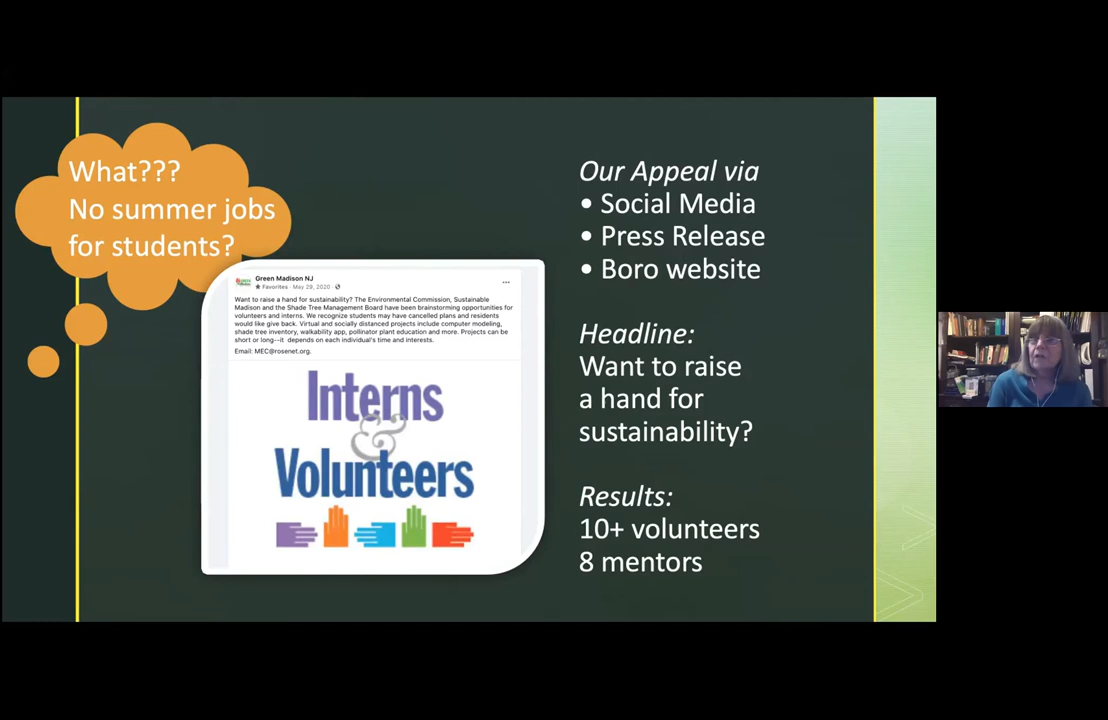 What???
No summer jobs
for students?
Green Madison NJ
Favorites · May 29, 2020 ·
Want to raise a hand for sustainability? The Environmental Commission, Sustainable
Madison and the Shade Tree Management Board have been brainstorming opportunities for
volunteers and interns. We recognize students may have cancelled plans and residents
would like give back. Virtual and socially distanced projects include computer modeling,
shade tree inventory, walkability app, pollinator plant education and more. Projects can be
short or long--it depends on each individual's time and interests.
Email: MEC@rosenet.org.
Interns
&
Volunteers
Our Appeal via
• Social Media
• Press Release
• Boro website
Headline:
Want to raise
a hand for
sustainability?
Results:
10+ volunteers
8 mentors